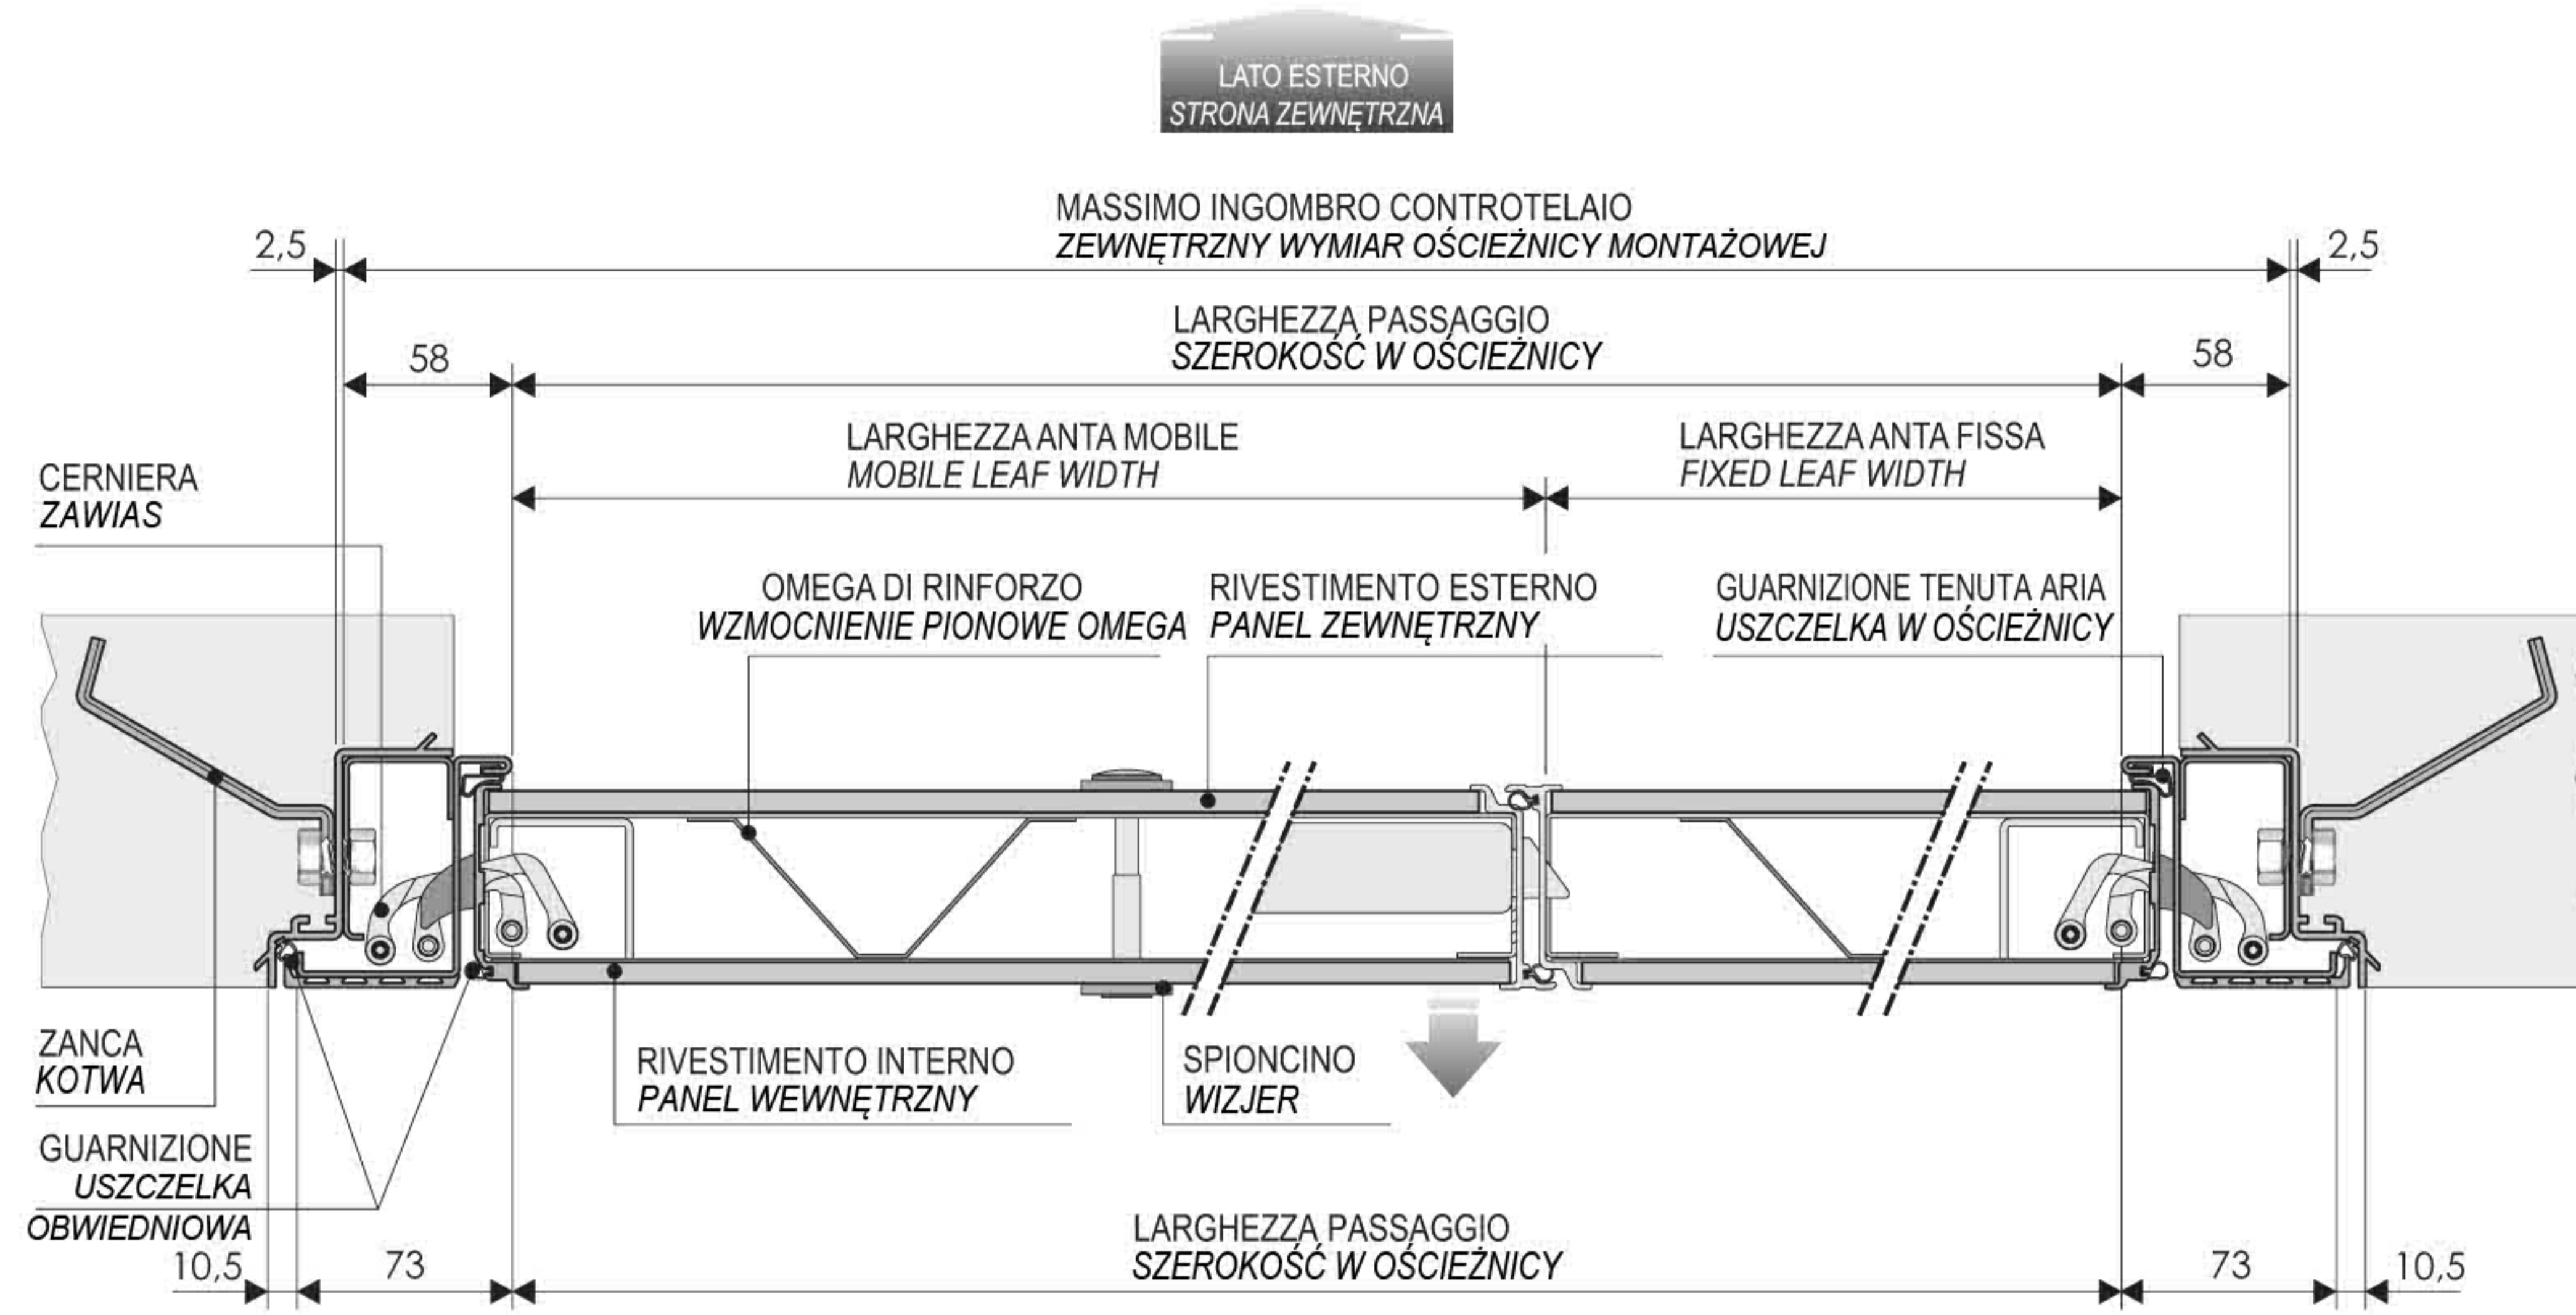 LATO ESTERNO
STRONA ZEWNĘTRZNA
MASSIMO INGOMBRO CONTROTELAIO
ZEWNĘTRZNY WYMIAR OŚCIEŻNICY MONTAŻOWEJ
2,5
2,5
LARGHEZZA PASSAGGIO
SZEROKOŚĆ W OŚCIEŻNICY
58
58
LARGHEZZA ANTA MOBILE
MOBILE LEAF WIDTH
LARGHEZZA ANTA FISSA
FIXED LEAF WIDTH
CERNIERA
ZAWIAS
OMEGA DI RINFORZO
WZMOCNIENIE PIONOWE OMEGA
RIVESTIMENTO ESTERNO
PANEL ZEWNĘTRZNY
GUARNIZIONE TENUTA ARIA
USZCZELKA W OŚCIEŻNICY
ZANCA
KOTWA
RIVESTIMENTO INTERNO
PANEL WEWNĘTRZNY
SPIONCINO
WIZJER
GUARNIZIONE
USZCZELKA
OBWIEDNIOWA
LARGHEZZA PASSAGGIO
SZEROKOŚĆ W OŚCIEŻNICY
10,5
73
73
10,5